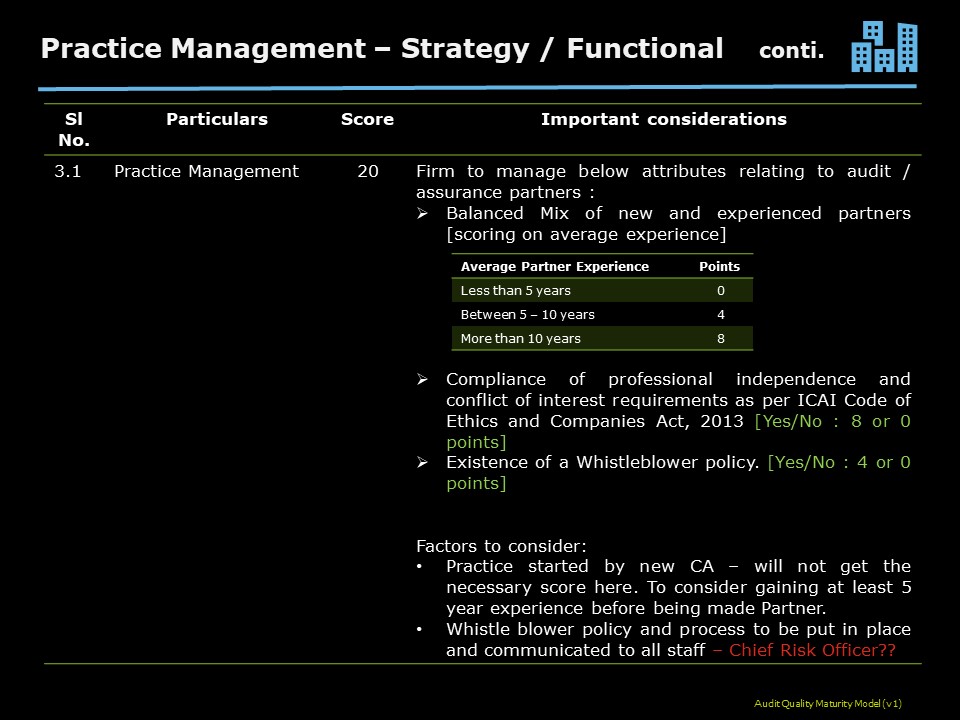 Practice Management – Strategy / Functional conti.
Sl No. Particulars Score Important considerations
3.1 Practice Management 20 Firm to manage below attributes relating to audit /
assurance partners :
➢ Balanced Mix of new and experienced partners
[scoring on average experience]
Average Partner Experience Points
Less than 5 years 0
Between 5 – 10 years 4
More than 10 years 8
➢ Compliance of professional independence and
conflict of interest requirements as per ICAI Code of
Ethics and Companies Act, 2013 [Yes/No : 8 or 0
points]
➢ Existence of a Whistleblower policy. [Yes/No : 4 or 0
points]
Factors to consider:
• Practice started by new CA – will not get the
necessary score here. To consider gaining at least 5
year experience before being made Partner.
• Whistle blower policy and process to be put in place
and communicated to all staff – Chief Risk Officer??
Audit Quality Maturity Model (v1)